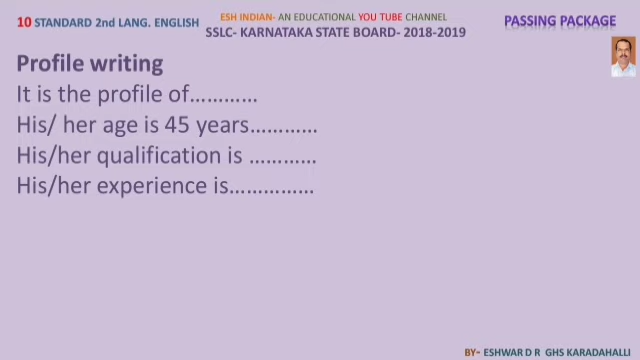 10 STANDARD 2nd LANG. ENGLISH
ESH INDIAN- AN EDUCATIONAL YOU TUBE CHANNEL
SSLC- KARNATAKA STATE BOARD- 2018-2019
PASSING PACKAGE
Profile writing
It is the profile of…………
His/ her age is 45 years…………
His/her qualification is …………
His/her experience is……………
BY- ESHWAR D R GHS KARADAHALLI